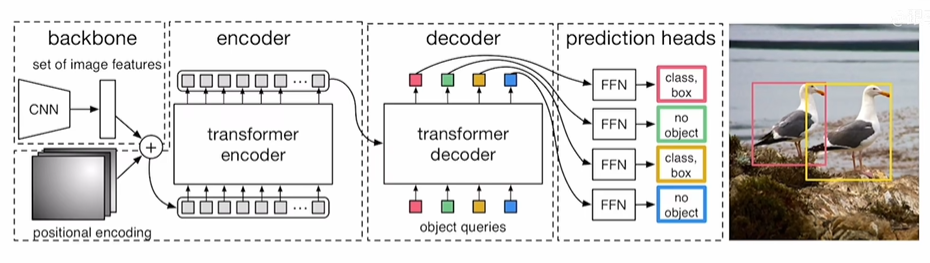 backbone
set of image features
CNN
+
positional encoding
encoder
...
transformer
encoder
...
decoder
transformer
decoder
object queries
prediction heads
FFN
class,
box
FFN
no
object
FFN
class,
box
FFN
no
object